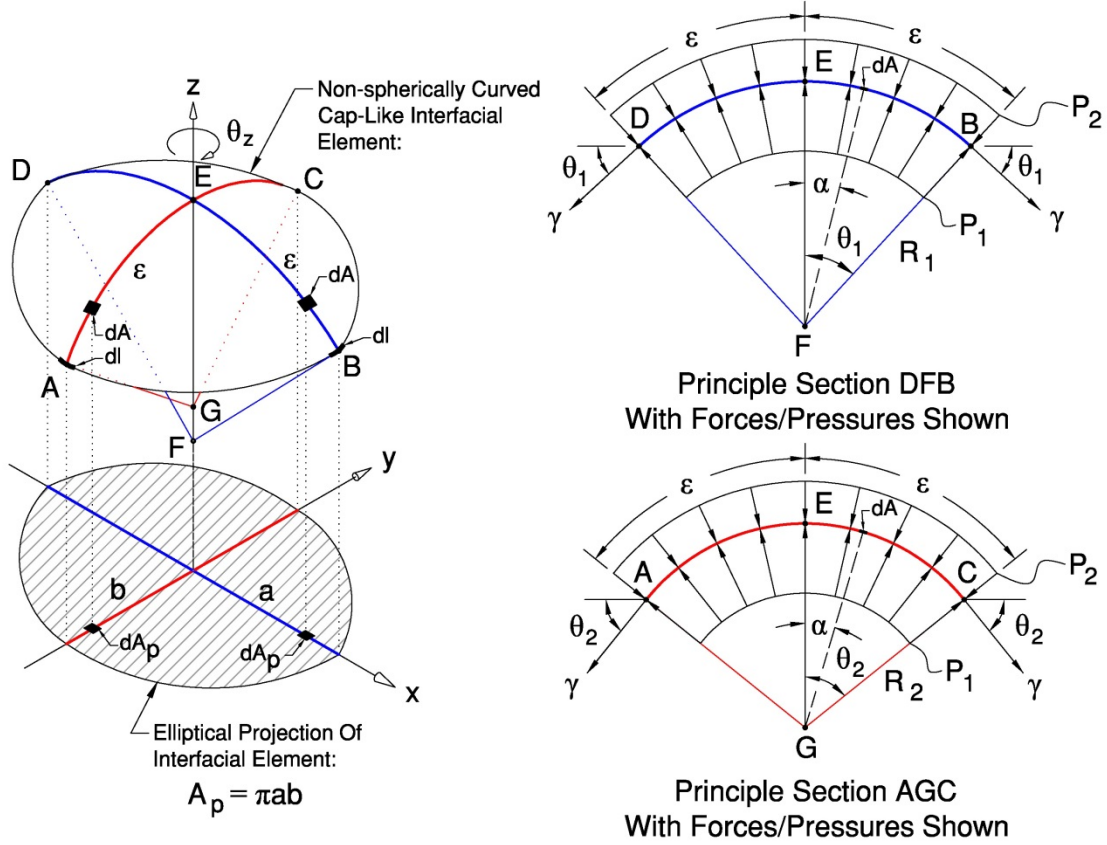 z
θz
Non-spherically Curved
Cap-Like Interfacial
Element:
D
E
C
ε
ε
dA
dA
dl
dl
A
B
G
F
y
b
a
dAp
dAp
x
Elliptical Projection Of
Interfacial Element:
Ap = πab
ε
ε
E
dA
D
B
P2
θ1
θ1
γ
γ
α
P1
θ1
R1
F
Principle Section DFB
With Forces/Pressures Shown
ε
ε
E
dA
A
C
P2
θ2
θ2
γ
γ
α
θ2
R2
P1
G
Principle Section AGC
With Forces/Pressures Shown